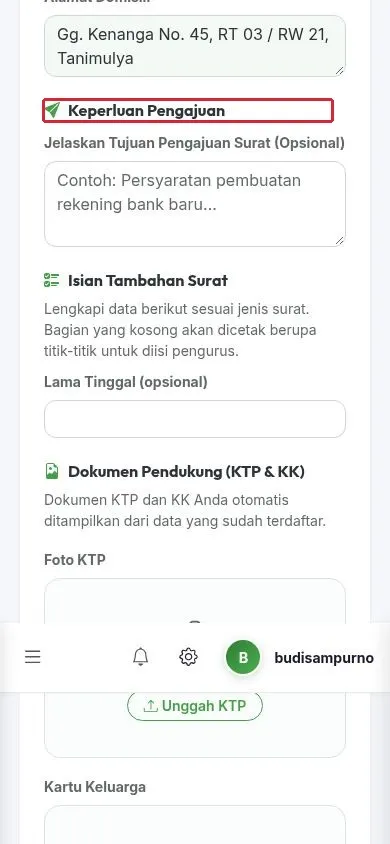 Gg. Kenanga No. 45, RT 03 / RW 21,
Tanimulya
Keperluan Pengajuan
Jelaskan Tujuan Pengajuan Surat (Opsional)
Contoh: Persyaratan pembuatan
rekening bank baru...
Isian Tambahan Surat
Lengkapi data berikut sesuai jenis surat.
Bagian yang kosong akan dicetak berupa
titik-titik untuk diisi pengurus.
Lama Tinggal (opsional)
Dokumen Pendukung (KTP & KK)
Dokumen KTP dan KK Anda otomatis
ditampilkan dari data yang sudah terdaftar.
Foto KTP
B
budisampurno
Unggah KTP
Kartu Keluarga